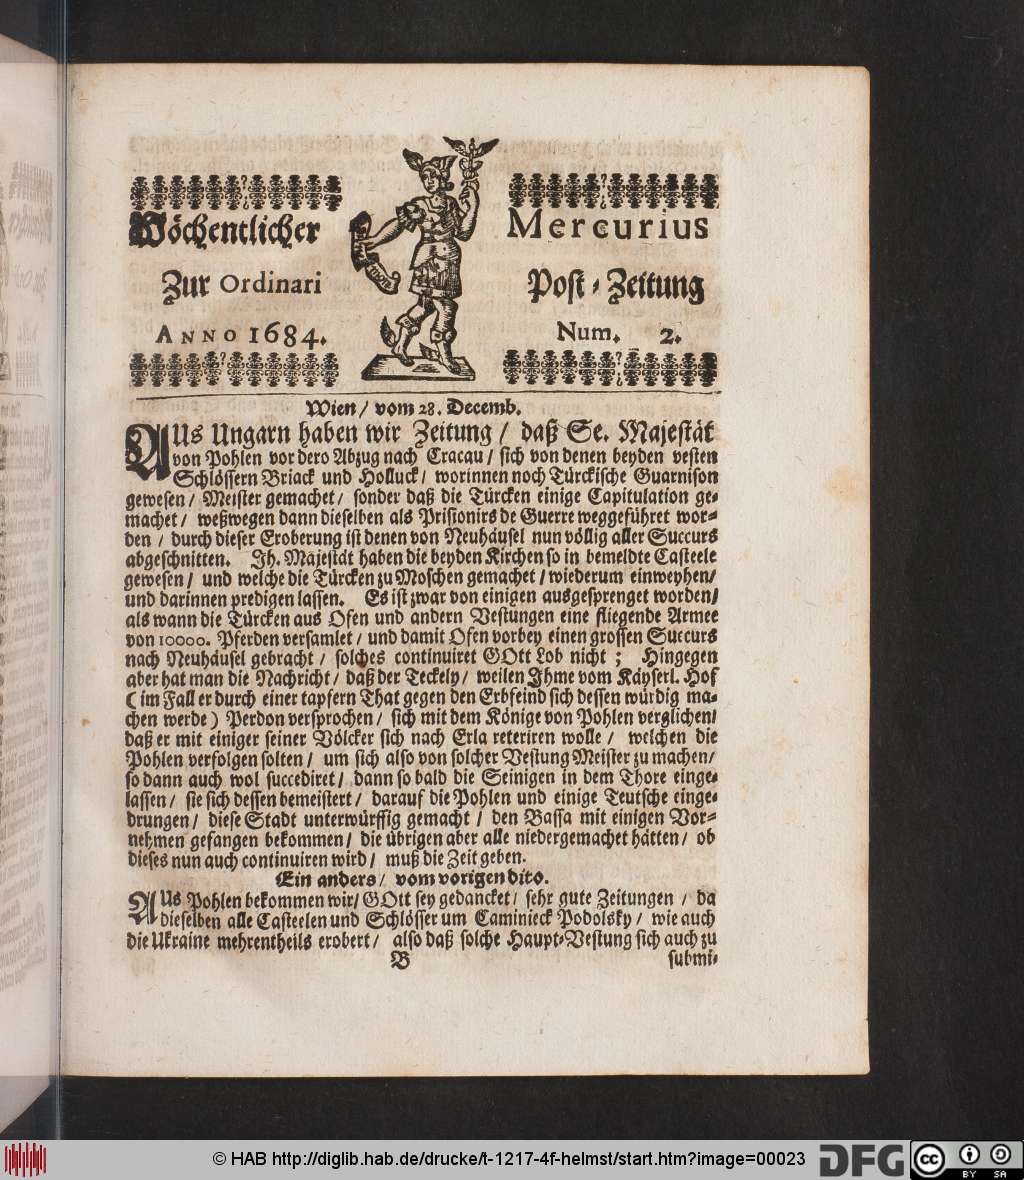 Wöchentlicher Mercurius
Zur Ordinari Post-Zeitung
ANNO 1684. Num. 2.
Wien / vom 28. Decemb.
AUs Ungarn haben wir Zeitung / daß Se. Majestät
von Pohlen vor dero Abzug nach Cracau / sich von denen beyden vesten
Schlössern Briack und Holluck / worinnen noch Türckische Guarnison
gewesen / Meister gemachet / sonder daß die Türcken einige Capitulation ge-
machet / weßwegen dann dieselben als Prisionirs de Guerre weggeführet wor-
den / durch dieser Eroberung ist denen von Neuhäusel nun völlig aller Succurs
abgeschnitten. Jh. Majestät haben die beyden Kirchen so in bemeldte Casteele
gewesen / und welche die Türcken zu Moschen gemachet / wiederum einweyhen /
und darinnen predigen lassen. Es ist zwar von einigen ausgesprenget worden /
als wann die Türcken aus Ofen und andern Vestungen eine fliegende Armee
von 10000. Pferden versamlet / und damit Ofen vorbey einen grossen Succurs
nach Neuhäusel gebracht / solches continuiret GOtt Lob nicht ; Hingegen
aber hat man die Nachricht / daß der Teckely / weilen Jhme vom Käyserl. Hof
( im Fall er durch einer tapfern That gegen den Erbfeind sich dessen würdig ma-
chen werde ) Perdon versprochen / sich mit dem Könige von Pohlen verglichen /
daß er mit einiger seiner Völcker sich nach Erla reteriren wolle / welchen die
Pohlen verfolgen solten / um sich also von solcher Vestung Meister zu machen /
so dann auch wol succediret / dann so bald die Seinigen in dem Thore einge-
lassen / sie sich dessen bemeistert / darauf die Pohlen und einige Teutsche einge-
drungen / diese Stadt unterwürffig gemacht / den Bassa mit einigen Vor-
nehmen gefangen bekommen / die übrigen aber alle niedergemachet hätten / ob
dieses nun auch continuiren wird / muß die Zeit geben.
Ein anders / vom vorigen dito.
AUs Pohlen bekommen wir / GOtt sey gedancket / sehr gute Zeitungen / da
dieselben alle Casteelen und Schlösser um Caminieck Podolsky / wie auch
die Ukraine mehrentheils erobert / also daß solche Haupt-Vestung sich auch zu
B submi-
© HAB http://diglib.hab.de/drucke/t-1217-4f-helmst/start.htm?image=00023
DFG
cc BY SA